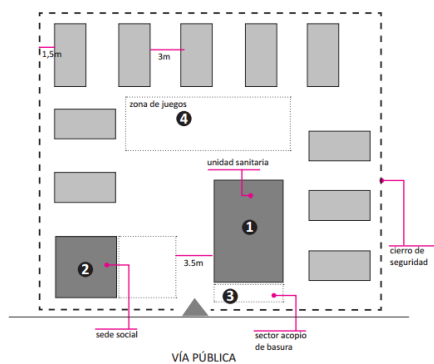 1,5m
3m
zona de juegos
4
unidad sanitaria
1
cierro de
seguridad
2
3.5m
3
sede social
sector acopio
de basura
VÍA PÚBLICA